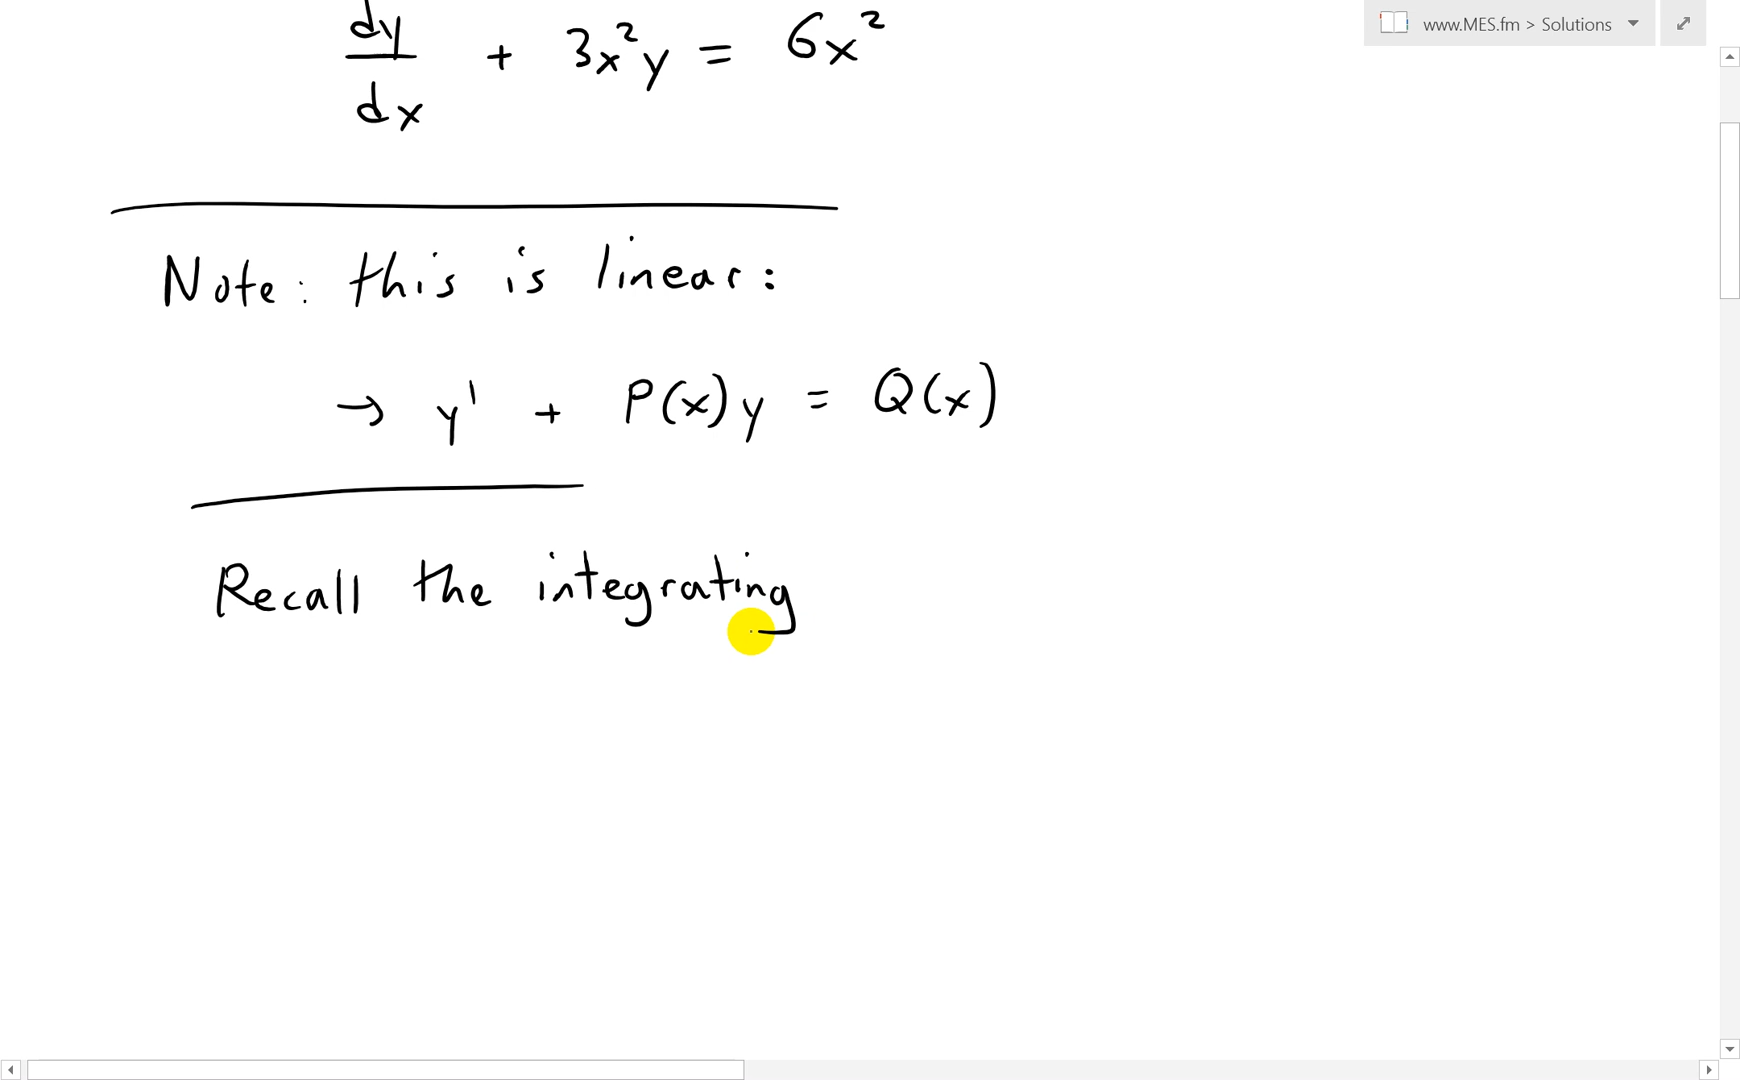 www.MES.fm > Solutions
dy/dx + 3x²y = 6x²
Note: this is linear:
→ y' + P(x)y = Q(x)
Recall the integrating